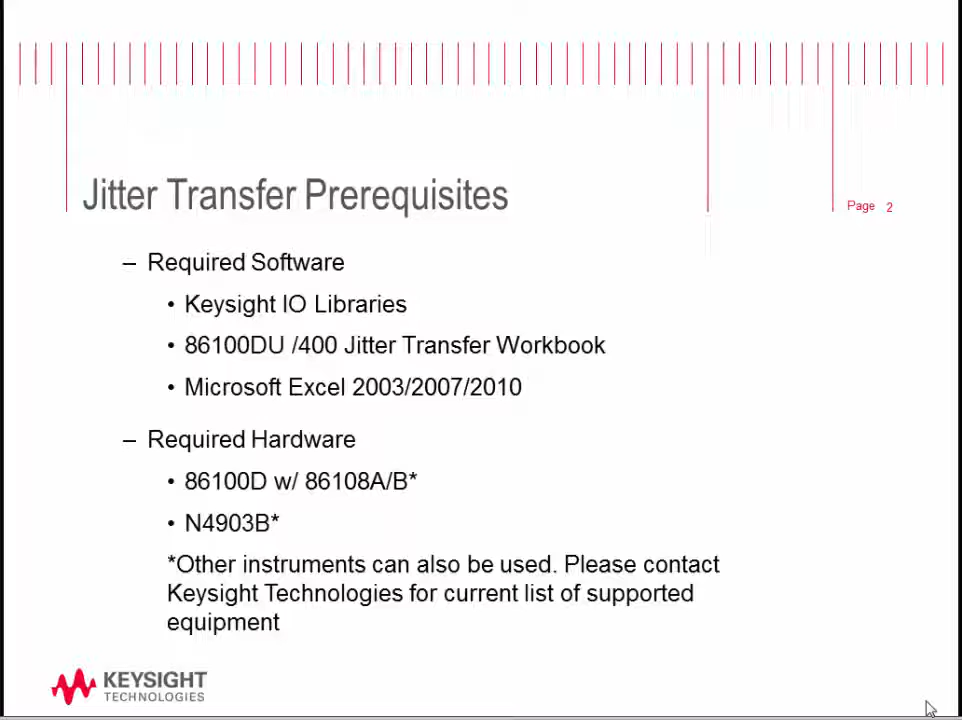 Jitter Transfer Prerequisites
Page 2
– Required Software
• Keysight IO Libraries
• 86100DU /400 Jitter Transfer Workbook
• Microsoft Excel 2003/2007/2010
– Required Hardware
• 86100D w/ 86108A/B*
• N4903B*
*Other instruments can also be used. Please contact
Keysight Technologies for current list of supported
equipment
KEYSIGHT
TECHNOLOGIES